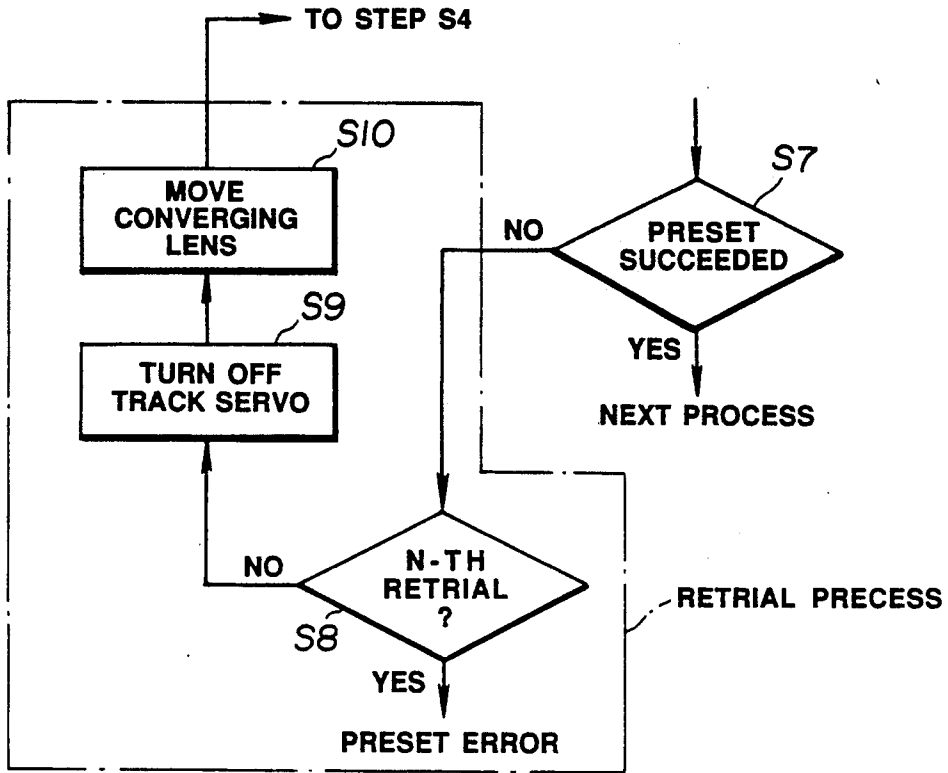 TO STEP S4
S10
MOVE
CONVERGING
LENS
S7
PRESET
SUCCEEDED
NO
YES
NEXT PROCESS
S9
TURN OFF
TRACK SERVO
N-TH
RETRIAL
?
NO
S8
YES
PRESET ERROR
RETRIAL PRECESS